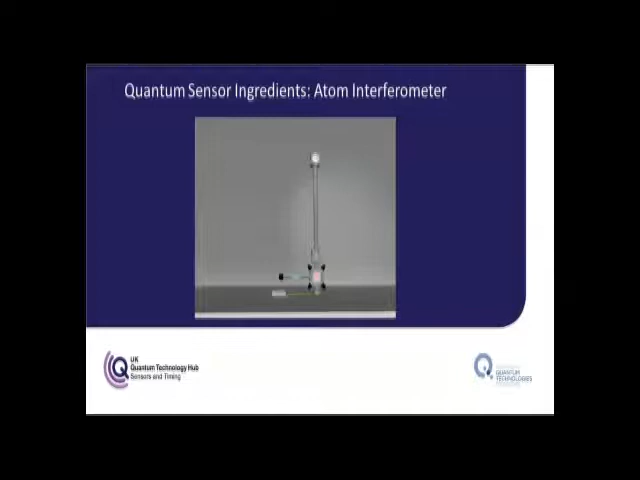 Quantum Sensor Ingredients: Atom Interferometer
UK
Quantum Technology Hub
Sensors and Timing
QUANTUM
TECHNOLOGIES